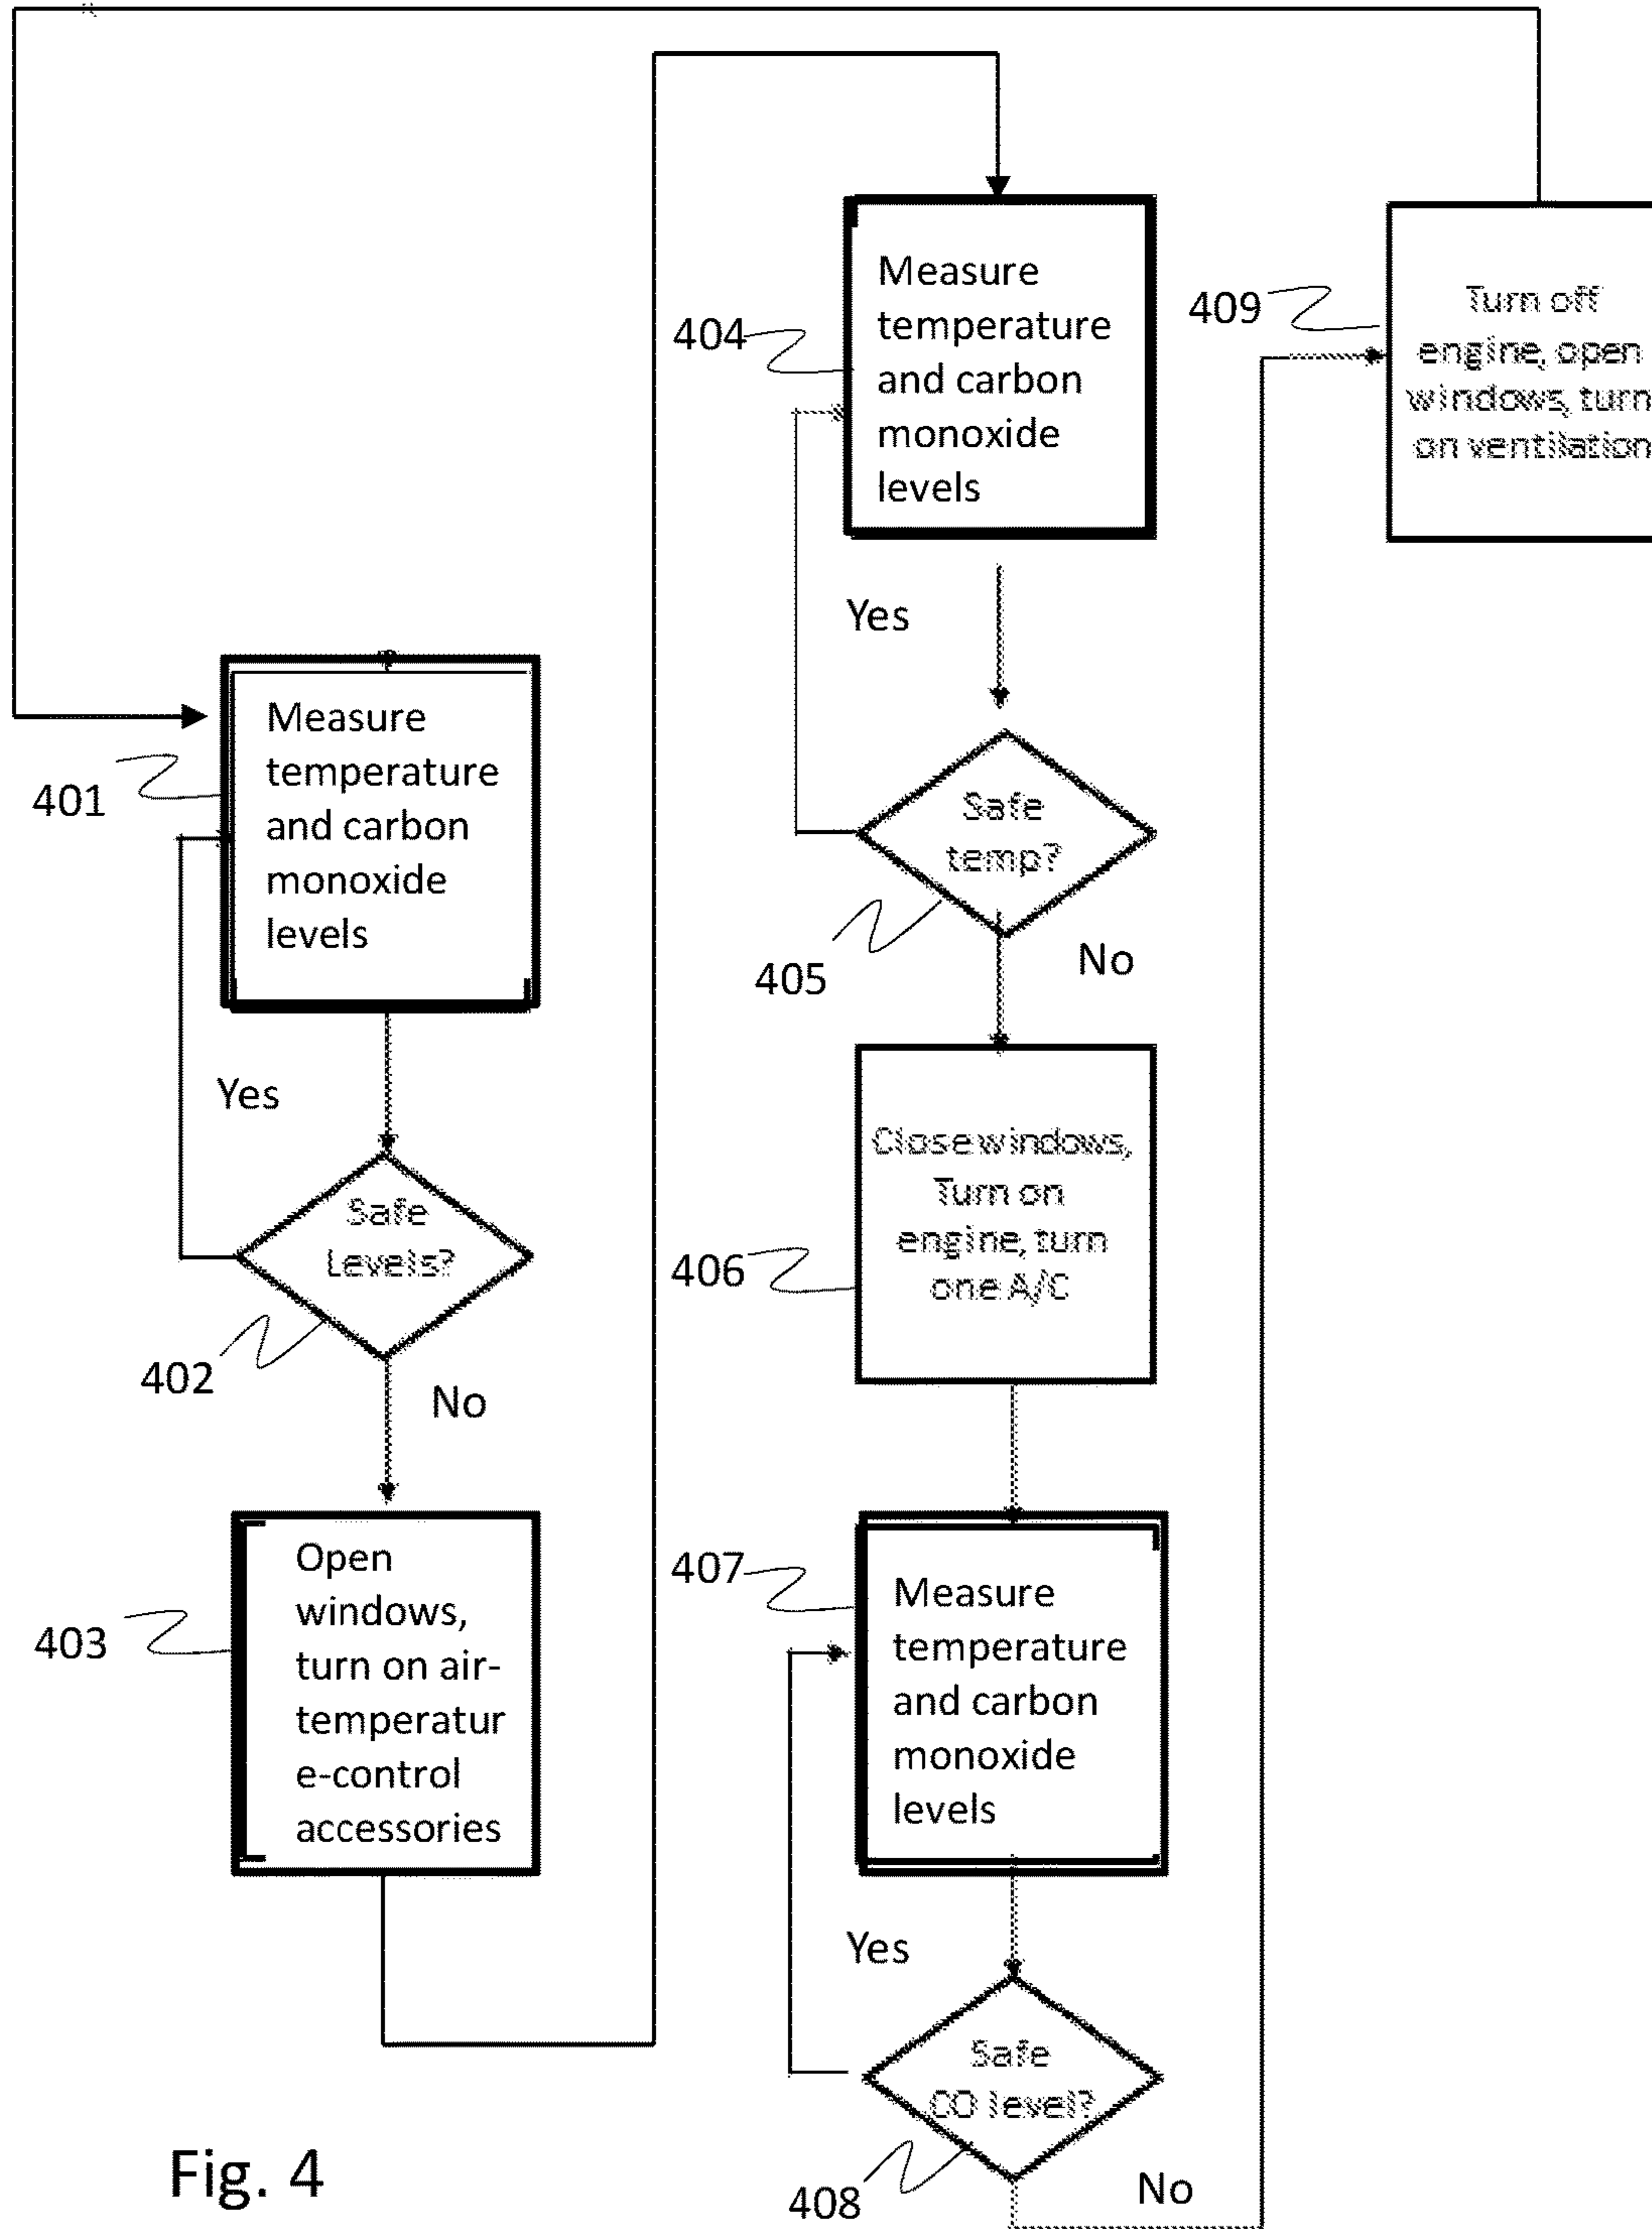 401
Measure
temperature
and carbon
monoxide
levels
Yes
Safe
Levels?
402
No
403
Open
windows,
turn on air-
temperatur
e-control
accessories
404
Measure
temperature
and carbon
monoxide
levels
Yes
Safe
temp?
405
No
406
Close windows,
Turn on
engine, turn
one A/C
407
Measure
temperature
and carbon
monoxide
levels
Yes
Safe
CO level?
408
No
409
Turn off
engine, open
windows, turn
on ventilation
Fig. 4